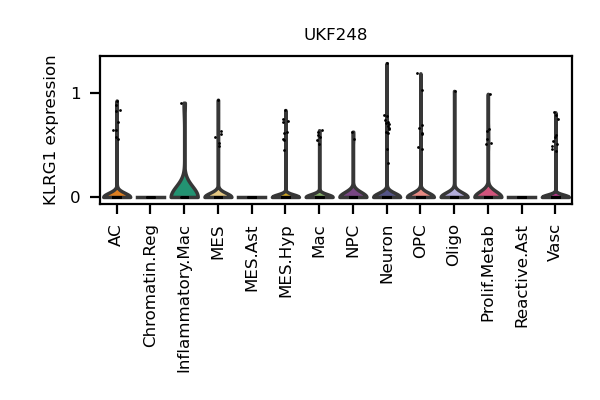 UKF248
KLRG1 expression
1
0
AC
Chromatin.Reg
Inflammatory.Mac
MES
MES.Ast
MES.Hyp
Mac
NPC
Neuron
OPC
Oligo
Prolif.Metab
Reactive.Ast
Vasc